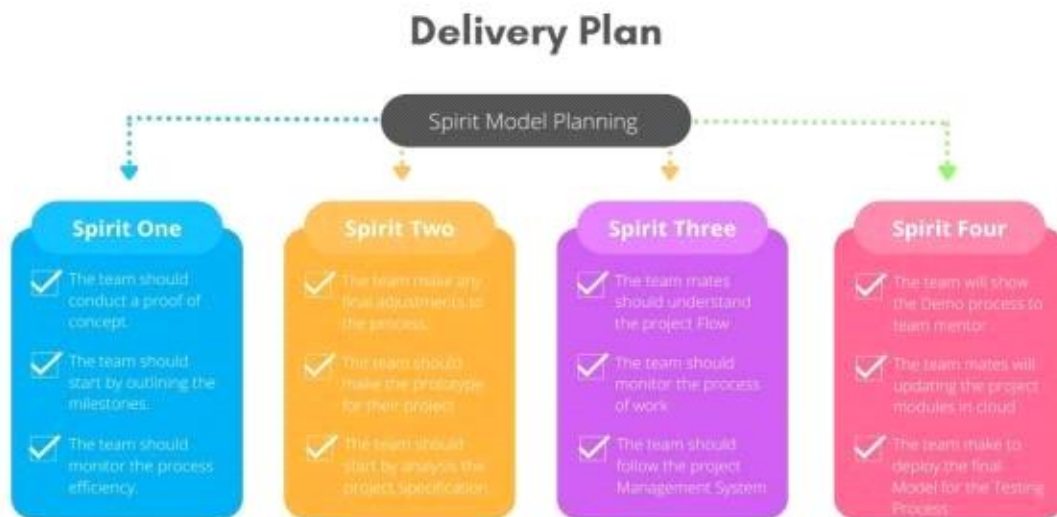 Delivery Plan
Spirit Model Planning
Spirit One
The team should
conduct a proof of
concept.
The team should
start by outlining the
milestories.
The team should
monitor the process
efficiency.
Spirit Two
The team make any
final adjustments to
the process.
The team should
make the prototype
for their project
The team should
start by analysis the
project Specification.
Spirit Three
The team mates
should understand
the project Flow
The team should
monitor the process
of work
The team should
follow the project
Management System
Spirit Four
The team will show
the Demo process to
team mentor
The team mates will
updating the project
modules in cloud
The team make to
deploy the final
Model for the Testing
Process